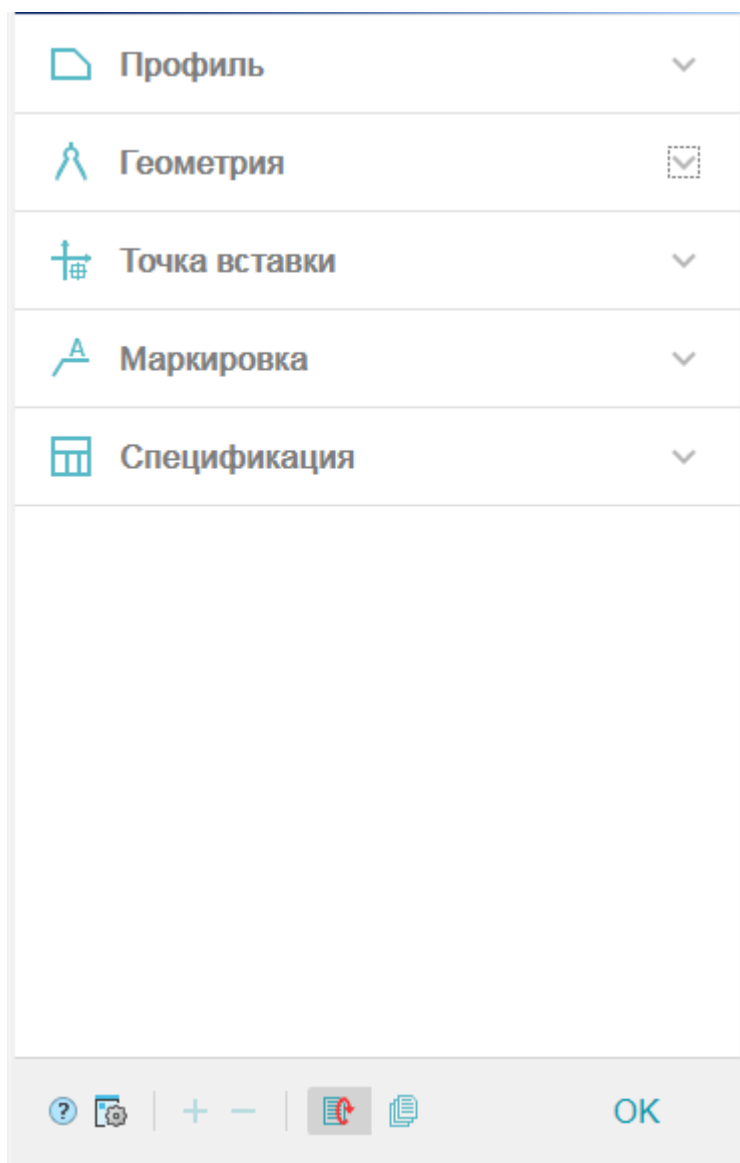 Профиль
Геометрия
Точка вставки
A
Маркировка
Спецификация
? OK